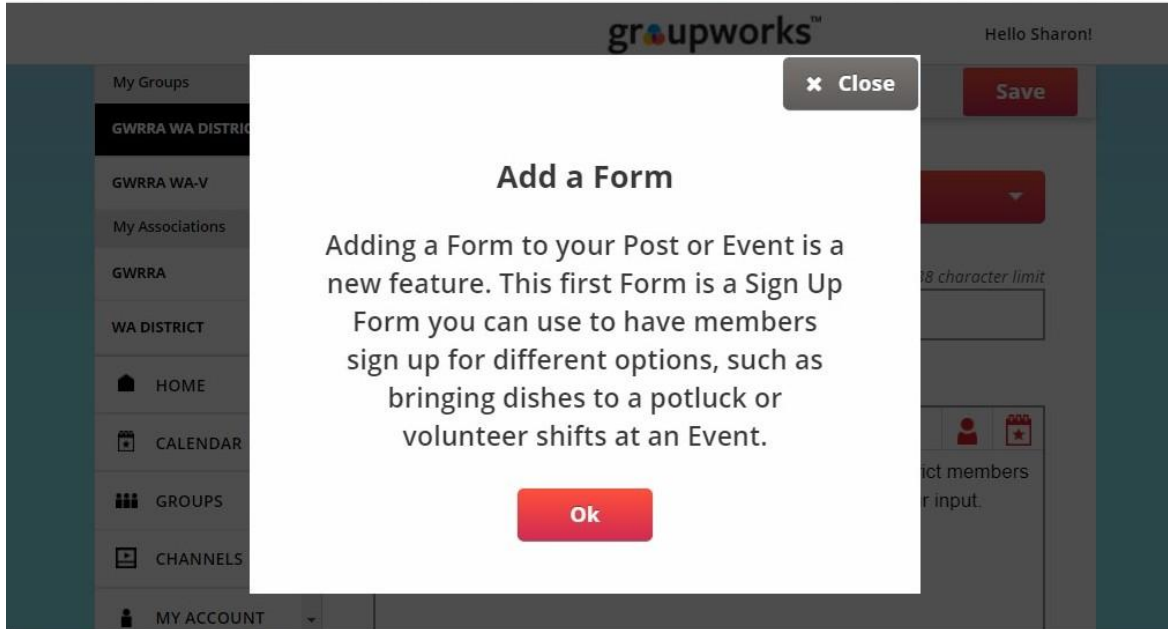 groupworks™
Hello Sharon!
My Groups
Close
Save
GWRRA WA DISTRIC
GWRRA WA-V
Add a Form
My Associations
Adding a Form to your Post or Event is a
new feature. This first Form is a Sign Up
Form you can use to have members
sign up for different options, such as
bringing dishes to a potluck or
volunteer shifts at an Event.
GWRRA
character limit
WA DISTRICT
HOME
CALENDAR
members
GROUPS
input.
Ok
CHANNELS
MY ACCOUNT